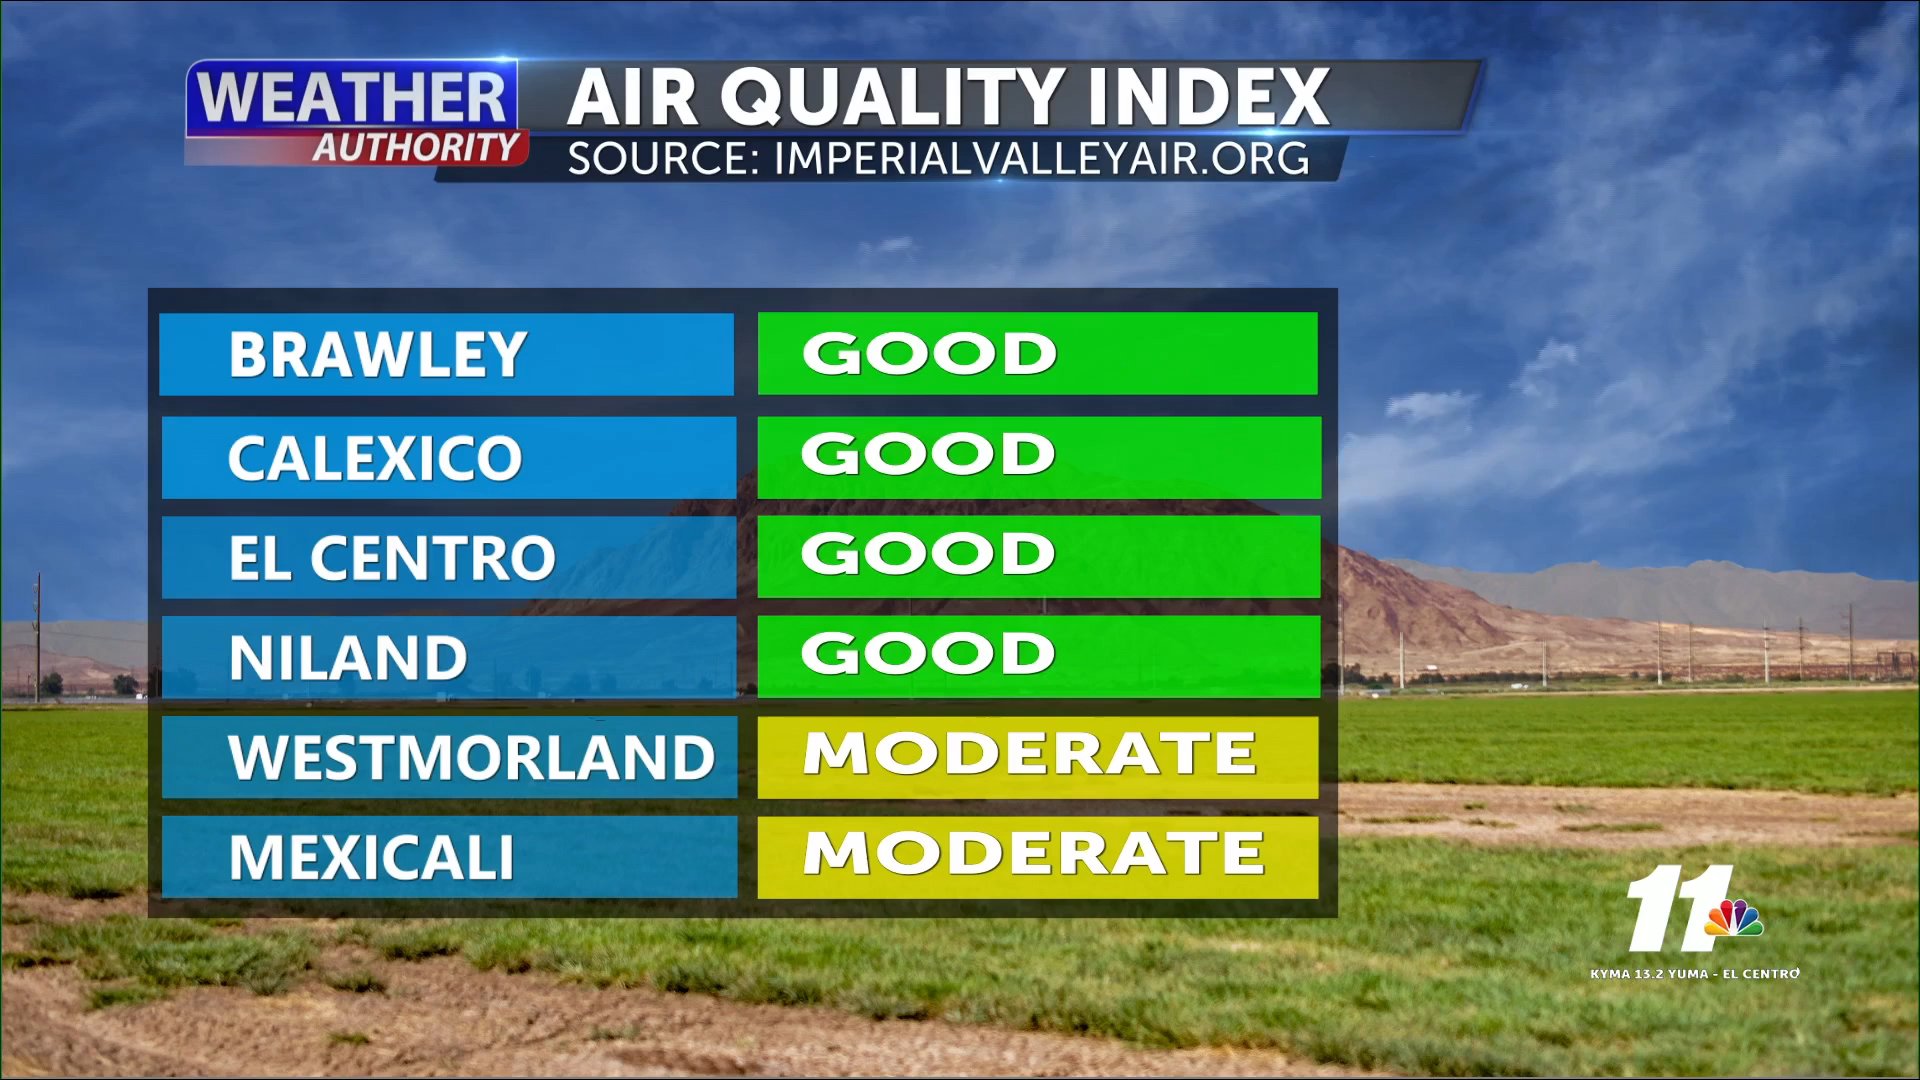 WEATHER
AUTHORITY
AIR QUALITY INDEX
SOURCE: IMPERIALVALLEYAIR.ORG
BRAWLEY GOOD
CALEXICO GOOD
EL CENTRO GOOD
NILAND GOOD
WESTMORLAND MODERATE
MEXICALI MODERATE
11
KYMA 13.2 YUMA - EL CENTRO